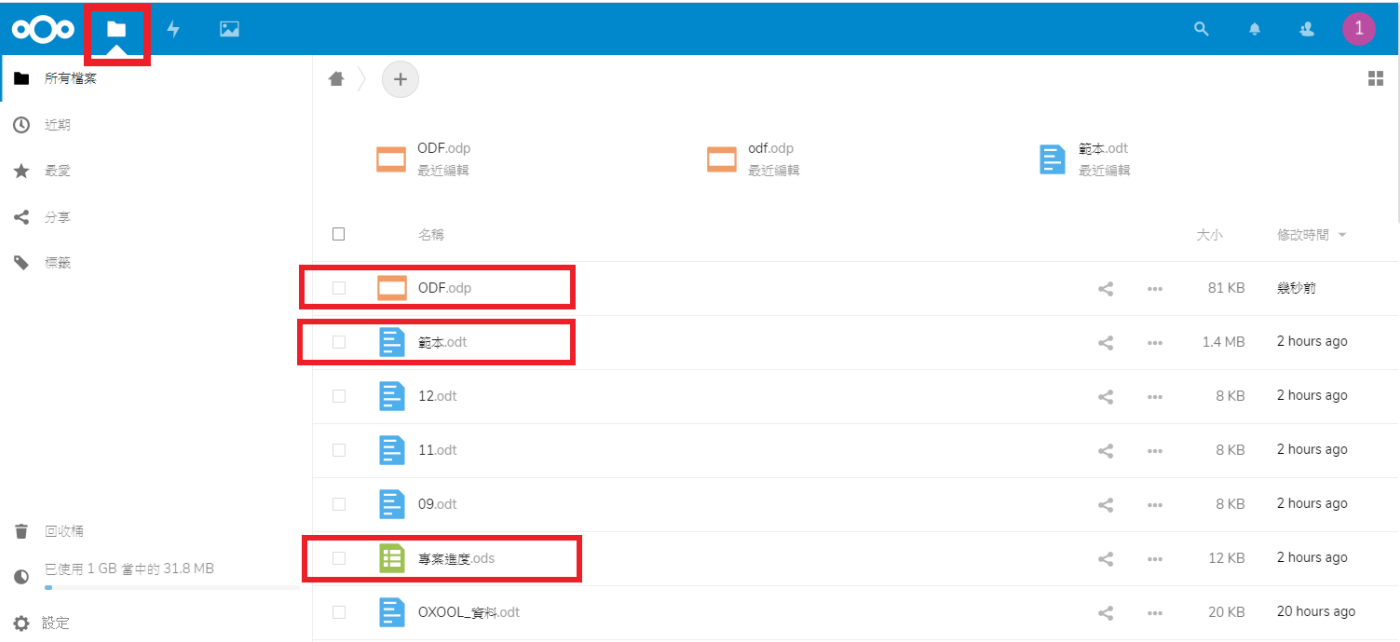 1
所有檔案
近期
最愛
分享
標籤
回收桶
已使用 1 GB 當中的 31.8 MB
設定
ODF.odp
最近編輯
odf.odp
最近編輯
範本.odt
最近編輯
名稱 大小 修改時間
ODF.odp 81 KB 幾秒前
範本.odt 1.4 MB 2 hours ago
12.odt 8 KB 2 hours ago
11.odt 8 KB 2 hours ago
09.odt 8 KB 2 hours ago
專案進度.ods 12 KB 2 hours ago
OXOOL_資料.odt 20 KB 20 hours ago